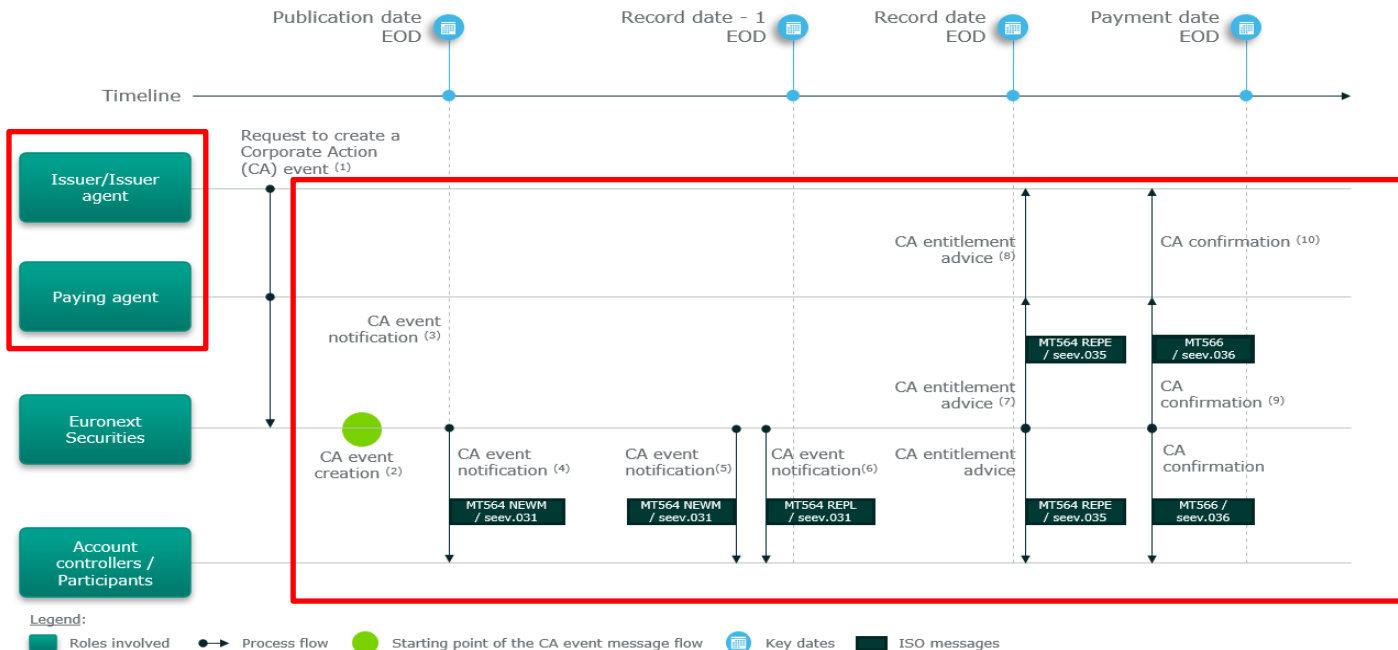 Publication date
EOD
Record date - 1
EOD
Record date
EOD
Payment date
EOD
Timeline
Request to create a
Corporate Action
(CA) event (1)
Issuer/Issuer
agent
CA entitlement
advice (8)
CA confirmation (10)
Paying agent
CA event
notification (3)
MT564 REPE
/ seev.035
MT566
/ seev.036
CA entitlement
advice (7)
CA
confirmation (9)
Euronext
Securities
CA event
creation (2)
CA event
notification (4)
CA event
notification(5)
CA event
notification(6)
CA entitlement
advice
CA
confirmation
MT564 NEWM
/ seev.031
MT564 NEWM
/ seev.031
MT564 REPL
/ seev.031
MT564 REPE
/ seev.035
MT566 /
seev.036
Account
controllers /
Participants
Legend:
Roles involved
Process flow
Starting point of the CA event message flow
Key dates
ISO messages